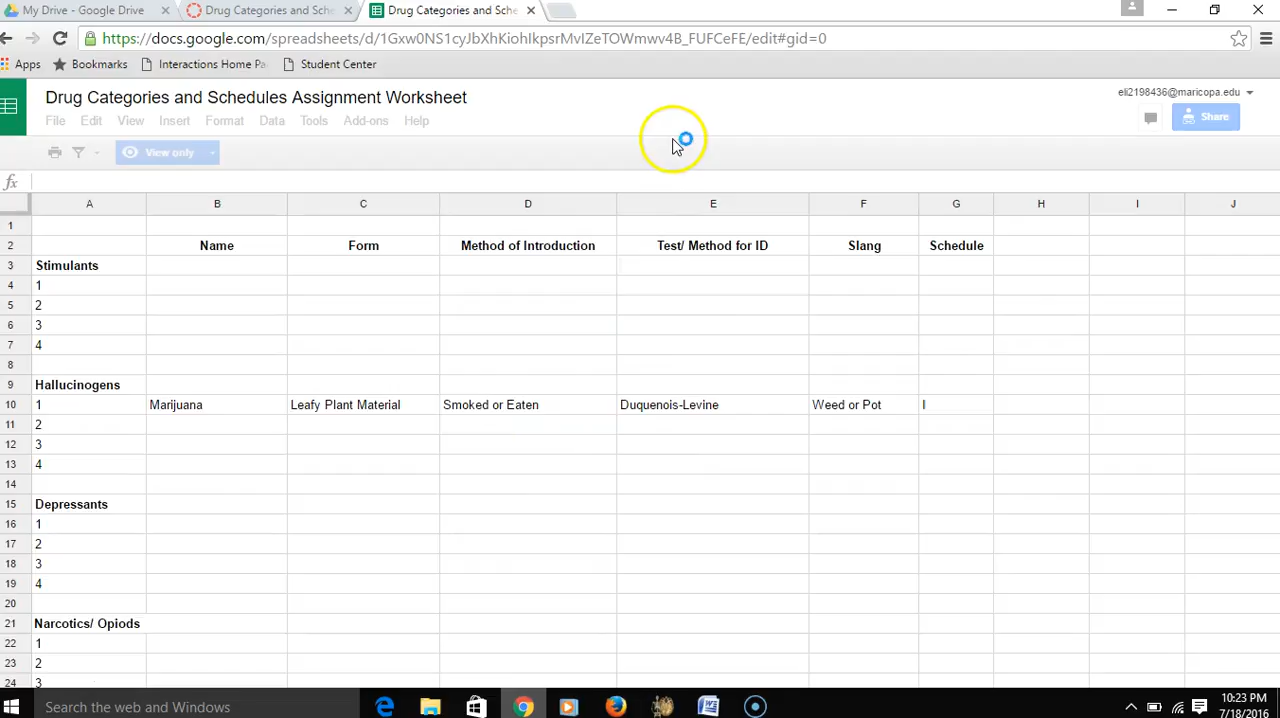 My Drive - Google Drive
Drug Categories and Sche
Drug Categories and Sche
https://docs.google.com/spreadsheets/d/1Gxw0NS1cyJbXhKiohIkpsrMvIZeTOWmwv4B_FUFCeFE/edit#gid=0
Apps Bookmarks Interactions Home Pa Student Center
Drug Categories and Schedules Assignment Worksheet
eli2198436@maricopa.edu
File Edit View Insert Format Data Tools Add-ons Help
Share
View only
fx
A B C D E F G H I J
1
2 Name Form Method of Introduction Test/ Method for ID Slang Schedule
3 Stimulants
4 1
5 2
6 3
7 4
8
9 Hallucinogens
10 1 Marijuana Leafy Plant Material Smoked or Eaten Duquenois-Levine Weed or Pot I
11 2
12 3
13 4
14
15 Depressants
16 1
17 2
18 3
19 4
20
21 Narcotics/ Opiods
22 1
23 2
24 3
Search the web and Windows
10:23 PM
7/18/2016